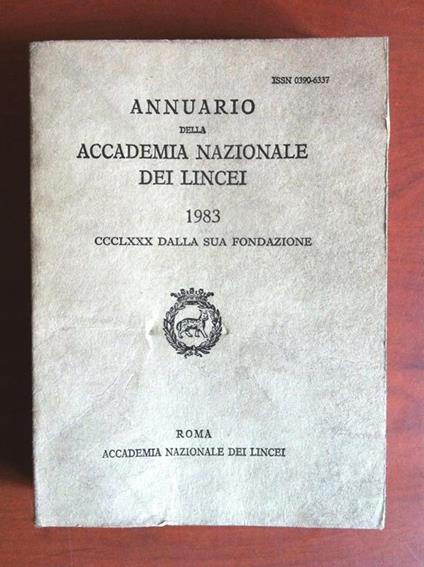 ISSN 0390-6337
ANNUARIO
DELLA
ACCADEMIA NAZIONALE
DEI LINCEI
1983
CCCLXXX DALLA SUA FONDAZIONE
ROMA
ACCADEMIA NAZIONALE DEI LINCEI